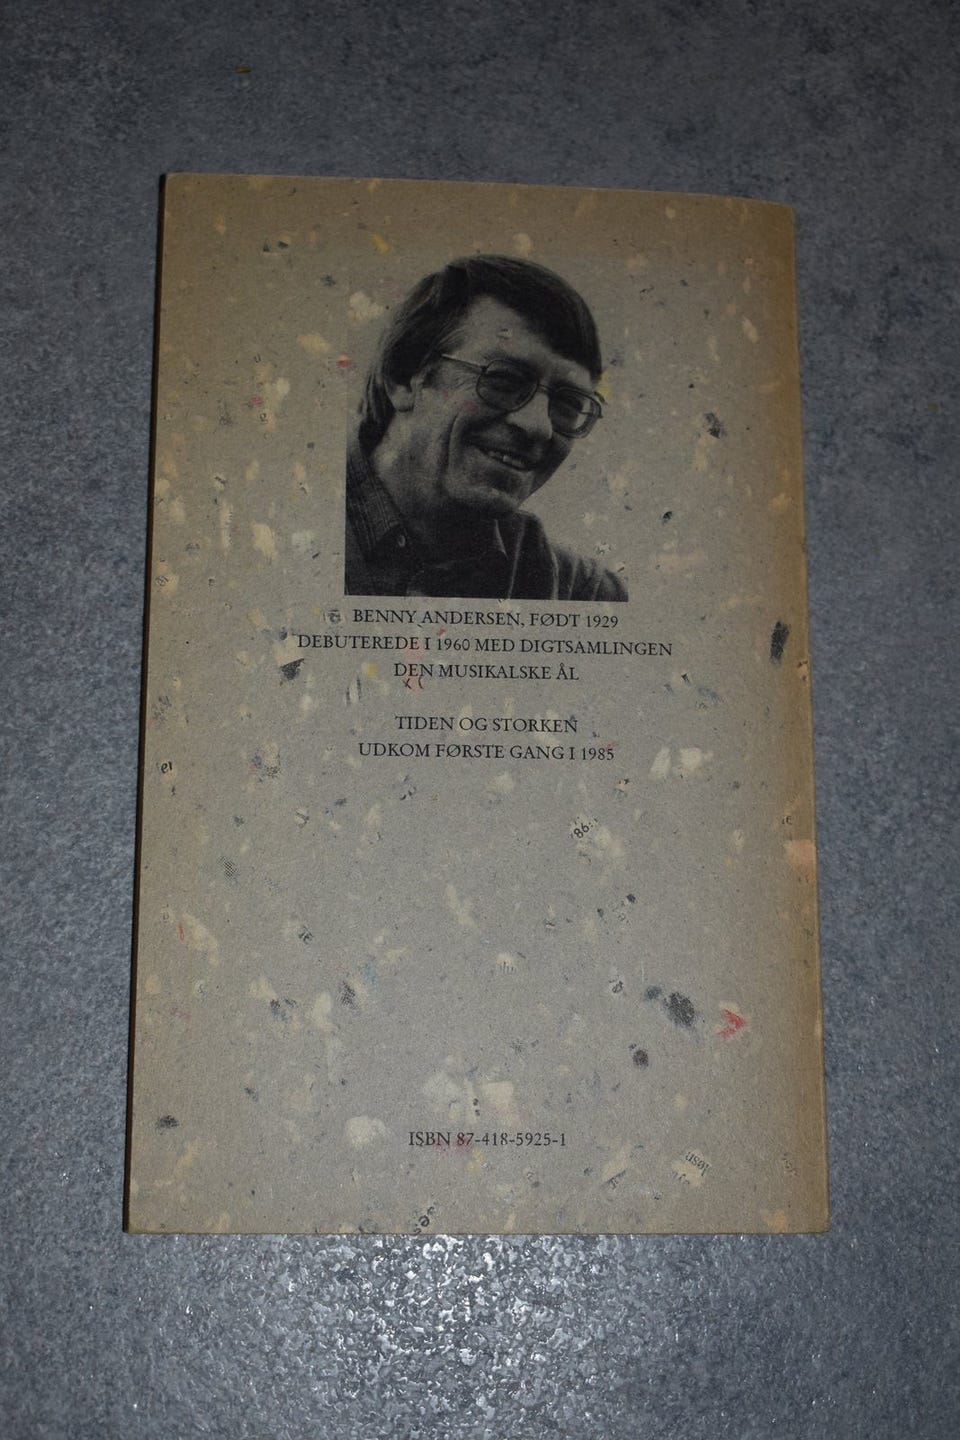 BENNY ANDERSEN, FØDT 1929
DEBUTEREDE I 1960 MED DIGTSAMLINGEN
DEN MUSIKALSKE ÅL
TIDEN OG STORKEN
UDKOM FØRSTE GANG I 1985
ISBN 87-418-5925-1